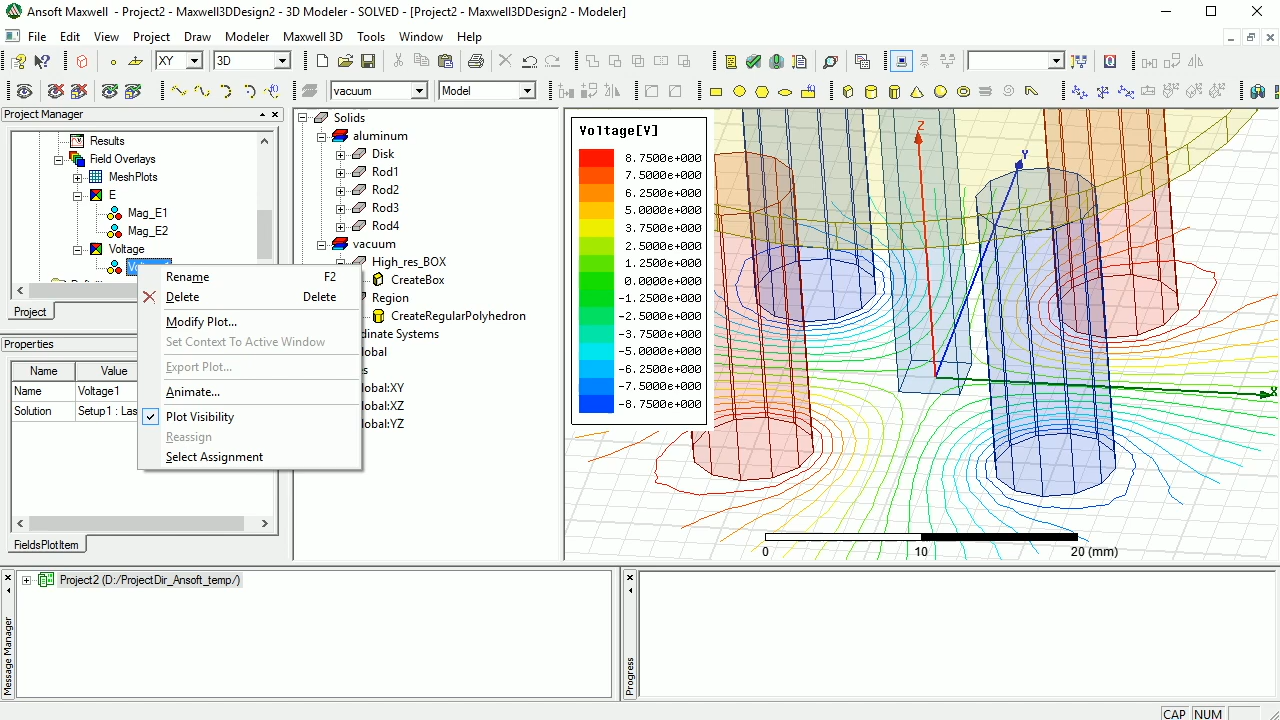 Ansoft Maxwell - Project2 - Maxwell3DDesign2 - 3D Modeler - SOLVED - [Project2 - Maxwell3DDesign2 - Modeler]
File Edit View Project Draw Modeler Maxwell 3D Tools Window Help
XY 3D
vacuum Model
Project Manager
Results
Field Overlays
MeshPlots
E
Mag_E1
Mag_E2
Voltage
Project
Rename F2
Delete Delete
Modify Plot...
Set Context To Active Window
Export Plot...
Animate...
Plot Visibility
Reassign
Select Assignment
Properties
Name Value
Name Voltage1
Solution Setup1 : Las
FieldsPlotItem
Solids
aluminum
Disk
Rod1
Rod2
Rod3
Rod4
vacuum
High_res_BOX
CreateBox
Region
CreateRegularPolyhedron
dinate Systems
lobal
es
lobal:XY
lobal:XZ
lobal:YZ
Voltage[V]
8.7500e+000
7.5000e+000
6.2500e+000
5.0000e+000
3.7500e+000
2.5000e+000
1.2500e+000
0.0000e+000
-1.2500e+000
-2.5000e+000
-3.7500e+000
-5.0000e+000
-6.2500e+000
-7.5000e+000
-8.7500e+000
Z
Y
X
0 10 20 (mm)
Message Manager
Project2 (D:/ProjectDir_Ansoft_temp/)
Progress
CAP NUM